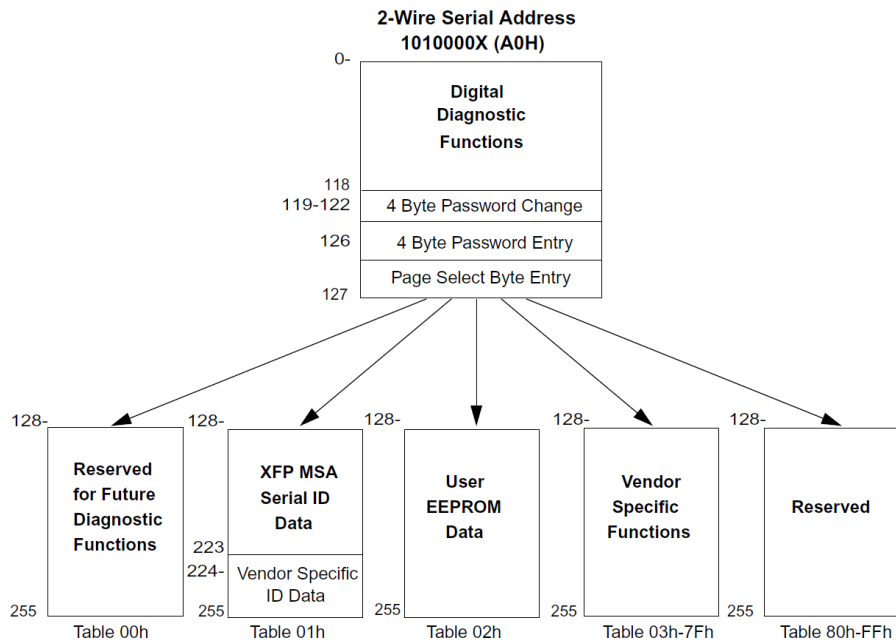 2-Wire Serial Address
1010000X (A0H)
0-
Digital
Diagnostic
Functions
118
119-122
4 Byte Password Change
126
4 Byte Password Entry
Page Select Byte Entry
127
128-
Reserved
for Future
Diagnostic
Functions
255
Table 00h
128-
XFP MSA
Serial ID
Data
223
224-
Vendor Specific
ID Data
255
Table 01h
128-
User
EEPROM
Data
255
Table 02h
128-
Vendor
Specific
Functions
255
Table 03h-7Fh
128-
Reserved
255
Table 80h-FFh